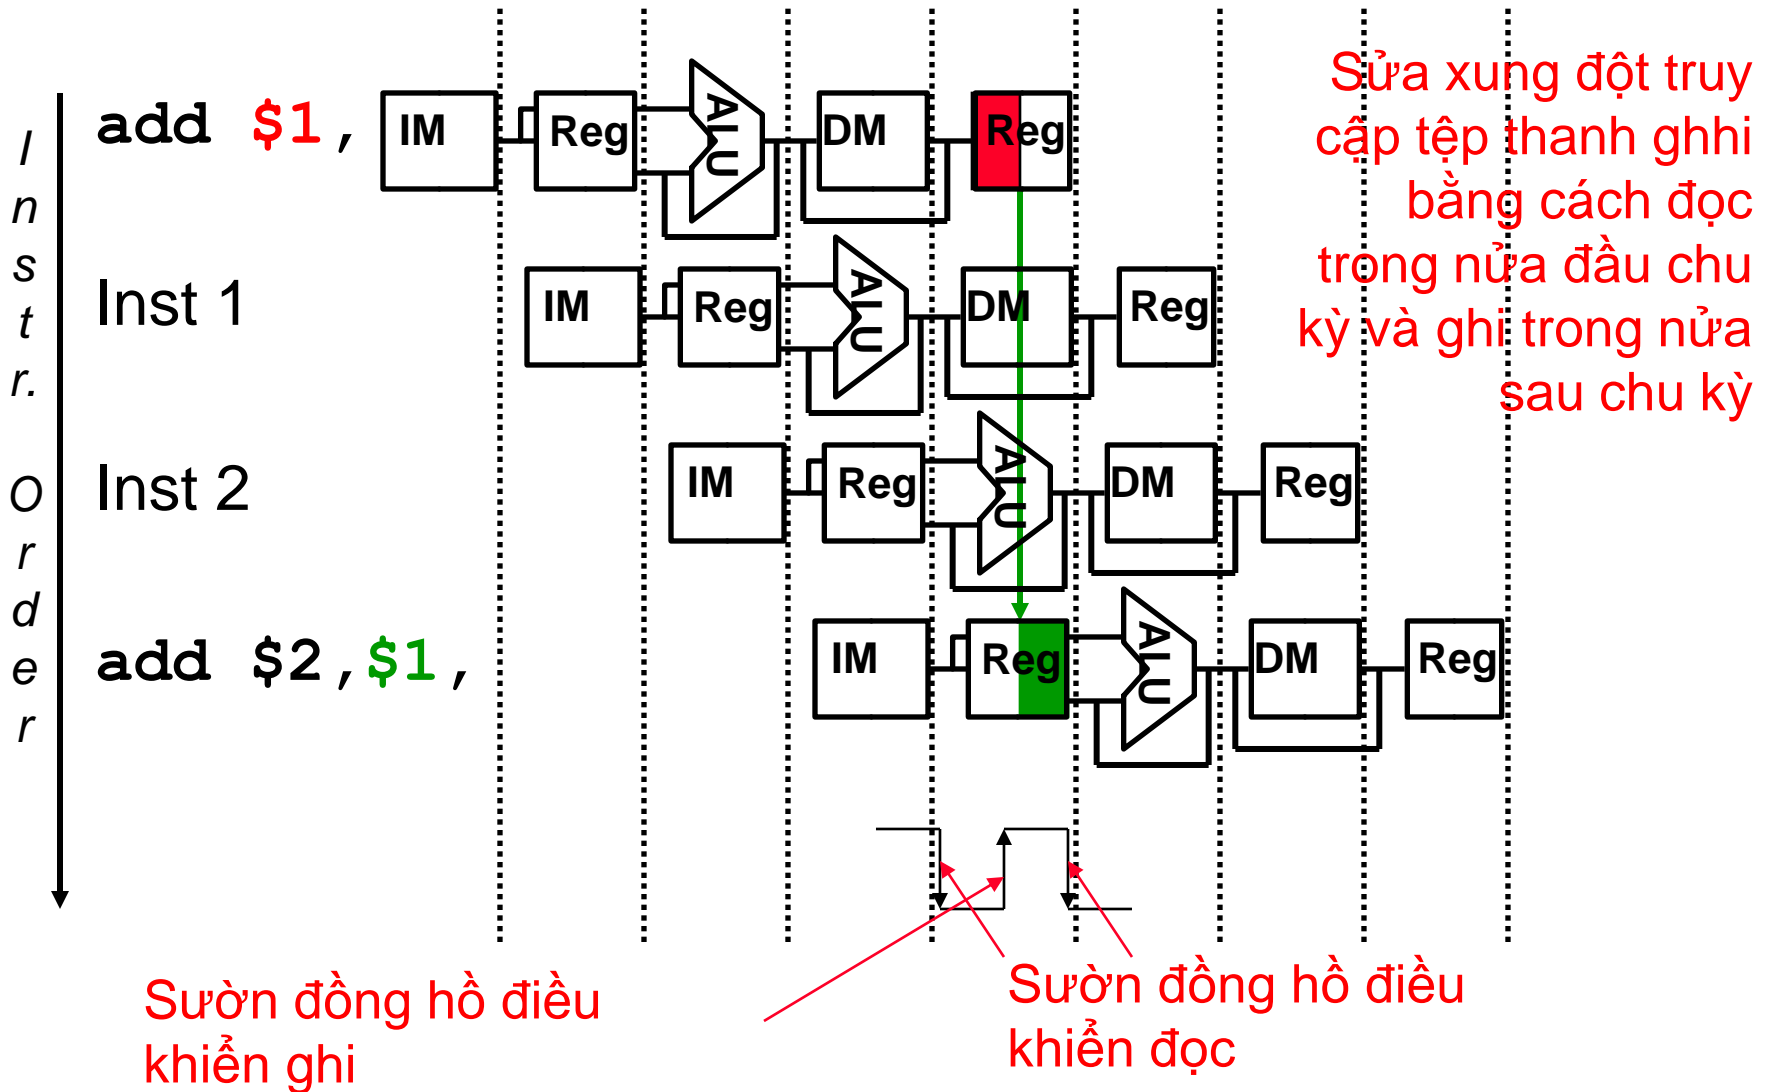 Sửa xung đột truy
cập tệp thanh ghhi
bằng cách đọc
trong nửa đầu chu
kỳ và ghi trong nửa
sau chu kỳ
Instr. Order
add $1,
IM
Reg
ALU
DM
Reg
Inst 1
IM
Reg
ALU
DM
Reg
Inst 2
IM
Reg
ALU
DM
Reg
add $2,$1,
IM
Reg
ALU
DM
Reg
Sườn đồng hồ điều
khiển ghi
Sườn đồng hồ điều
khiển đọc